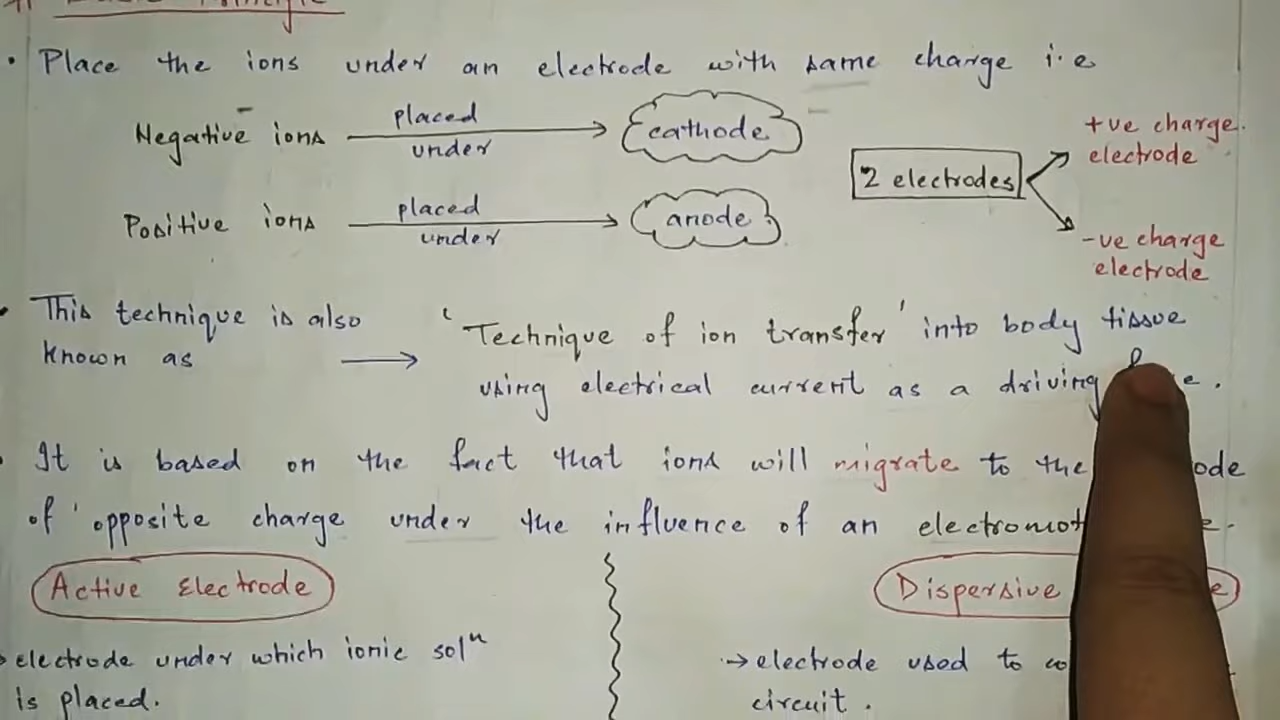 • Place the ions under an electrode with same charge i.e
Negative ions placed under cathode
Positive ions placed under anode
2 electrodes
+ve charge.
electrode
-ve charge
electrode
• This technique is also
known as
'Technique of ion transfer' into body tissue
using electrical current as a driving
• It is based on the fact that ions will migrate to the
of opposite charge under the influence of an
Active Electrode
Dispersive
electrode under which ionic solⁿ
is placed.
→ electrode used to
circuit.